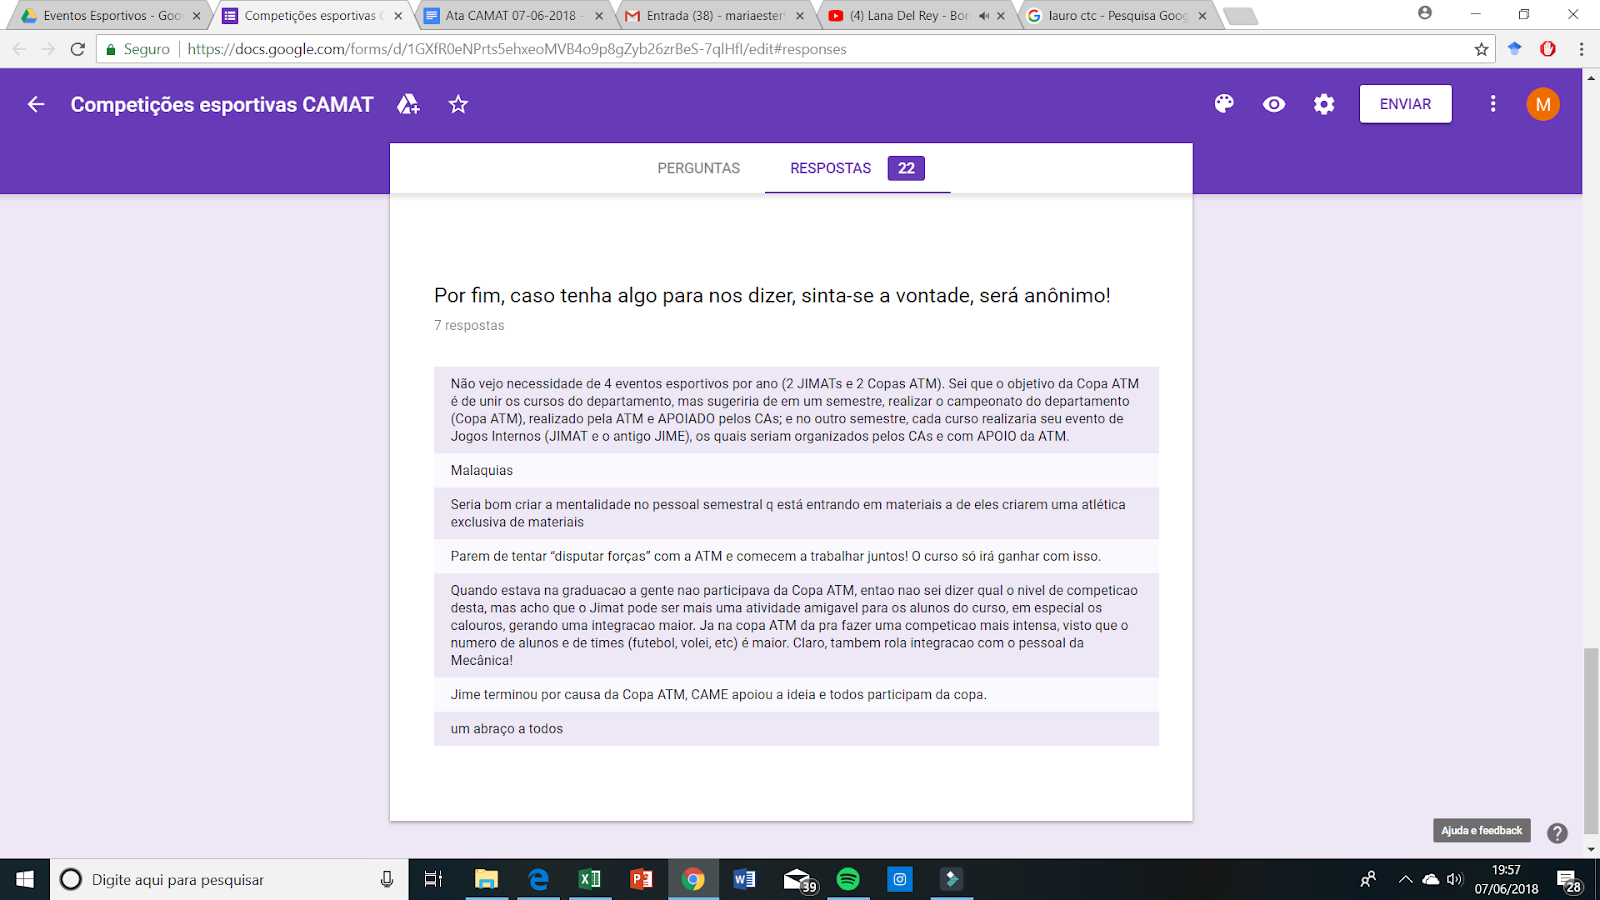 Eventos Esportivos - Goo
Competições esportivas C
Ata CAMAT 07-06-2018 -
Entrada (38) - mariaester
(4) Lana Del Rey - Bor
lauro ctc - Pesquisa Goog
Seguro
https://docs.google.com/forms/d/1GXfR0eNPrts5ehxeoMVB4o9p8gZyb26zrBeS-7qlHfI/edit#responses
Competições esportivas CAMAT
ENVIAR
M
PERGUNTAS
RESPOSTAS 22
Por fim, caso tenha algo para nos dizer, sinta-se a vontade, será anônimo!
7 respostas
Não vejo necessidade de 4 eventos esportivos por ano (2 JIMATs e 2 Copas ATM). Sei que o objetivo da Copa ATM
é de unir os cursos do departamento, mas sugeriria de em um semestre, realizar o campeonato do departamento
(Copa ATM), realizado pela ATM e APOIADO pelos CAs; e no outro semestre, cada curso realizaria seu evento de
Jogos Internos (JIMAT e o antigo JIME), os quais seriam organizados pelos CAs e com APOIO da ATM.
Malaquias
Seria bom criar a mentalidade no pessoal semestral q está entrando em materiais a de eles criarem uma atlética
exclusiva de materiais
Parem de tentar “disputar forças” com a ATM e comecem a trabalhar juntos! O curso só irá ganhar com isso.
Quando estava na graduacao a gente nao participava da Copa ATM, entao nao sei dizer qual o nivel de competicao
desta, mas acho que o Jimat pode ser mais uma atividade amigavel para os alunos do curso, em especial os
calouros, gerando uma integracao maior. Ja na copa ATM da pra fazer uma competicao mais intensa, visto que o
numero de alunos e de times (futebol, volei, etc) é maior. Claro, tambem rola integracao com o pessoal da
Mecânica!
Jime terminou por causa da Copa ATM, CAME apoiou a ideia e todos participam da copa.
um abraço a todos
Ajuda e feedback
Digite aqui para pesquisar
39
19:57
07/06/2018
28